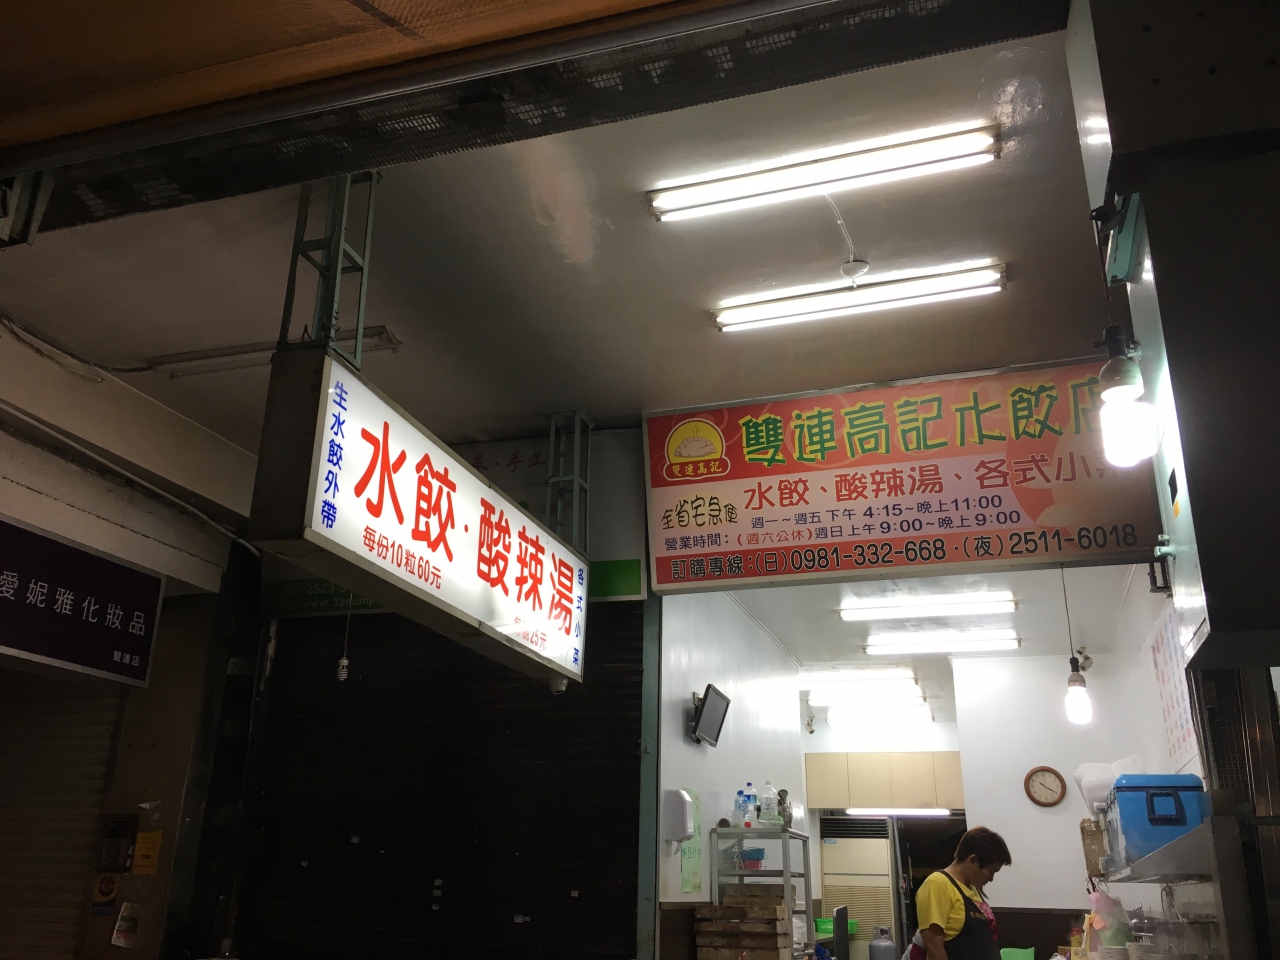 生水餃外帶
水餃·酸辣湯
每份10粒60元
25元
各式小菜
雙連高記水餃店
雙連高記
水餃、酸辣湯、各式小
全省宅急便
週一~週五下午4:15~晚上11:00
營業時間:(週六公休)週日上午9:00~晚上9:00
訂購專線:(日)0981-332-668·(夜)2511-6018
愛妮雅化妝品
雙連店
手工